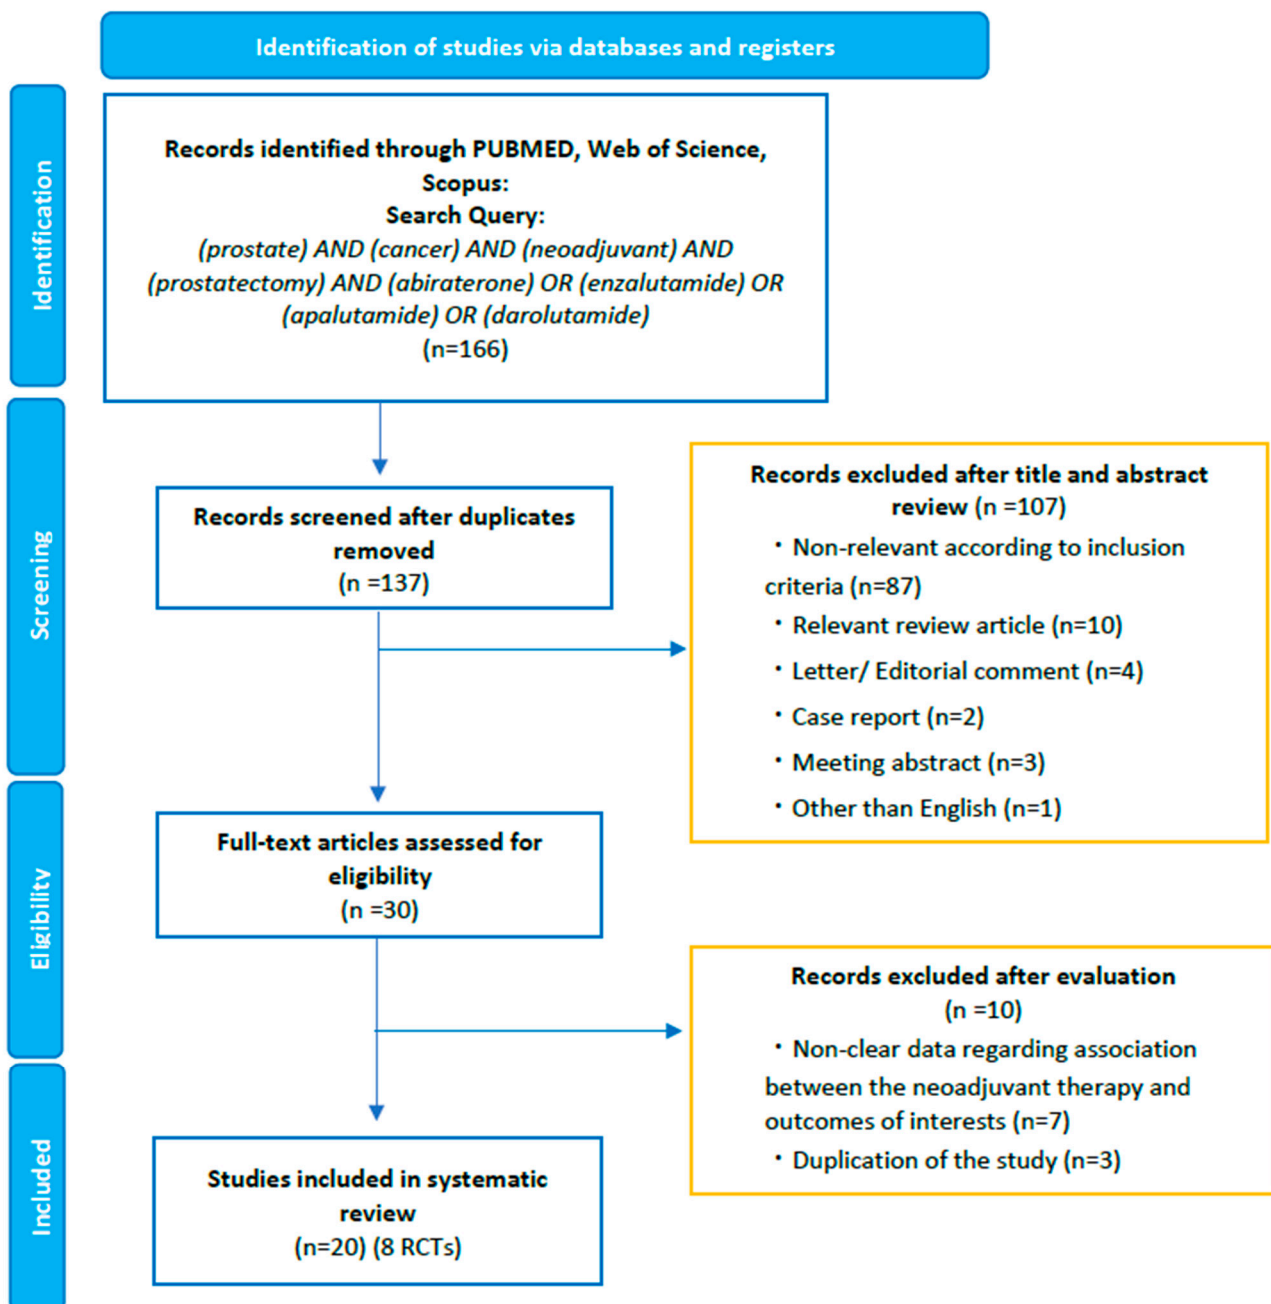 Identification of studies via databases and registers
Identification
Records identified through PUBMED, Web of Science,
Scopus:
Search Query:
(prostate) AND (cancer) AND (neoadjuvant) AND
(prostatectomy) AND (abiraterone) OR (enzalutamide) OR
(apalutamide) OR (darolutamide)
(n=166)
Screening
Records screened after duplicates
removed
(n =137)
Records excluded after title and abstract
review (n =107)
· Non-relevant according to inclusion
criteria (n=87)
· Relevant review article (n=10)
· Letter/ Editorial comment (n=4)
· Case report (n=2)
· Meeting abstract (n=3)
· Other than English (n=1)
Eligibility
Full-text articles assessed for
eligibility
(n =30)
Records excluded after evaluation
(n =10)
· Non-clear data regarding association
between the neoadjuvant therapy and
outcomes of interests (n=7)
· Duplication of the study (n=3)
Included
Studies included in systematic
review
(n=20) (8 RCTs)